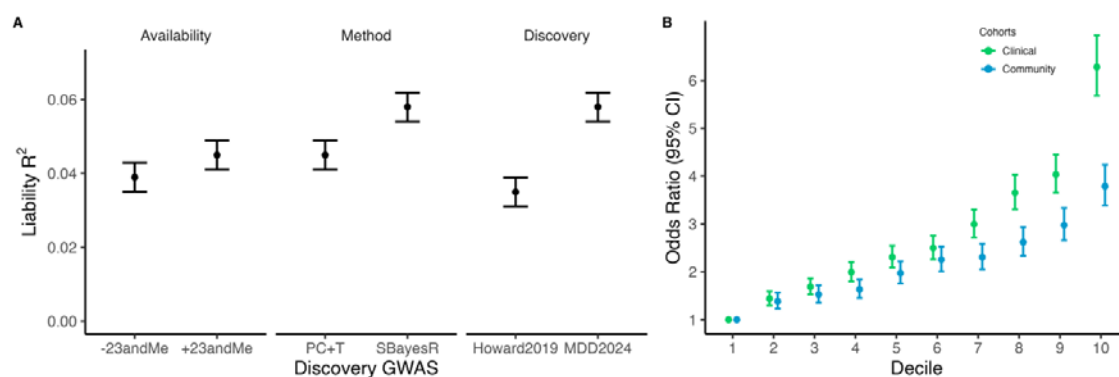 A
Availability
Method
Discovery
Liability R²
0.06
0.04
0.02
0.00
-23andMe +23andMe
PC+T SBayesR
Howard2019 MDD2024
Discovery GWAS
B
Cohorts
Clinical
Community
Odds Ratio (95% CI)
6
5
4
3
2
1
1 2 3 4 5 6 7 8 9 10
Decile